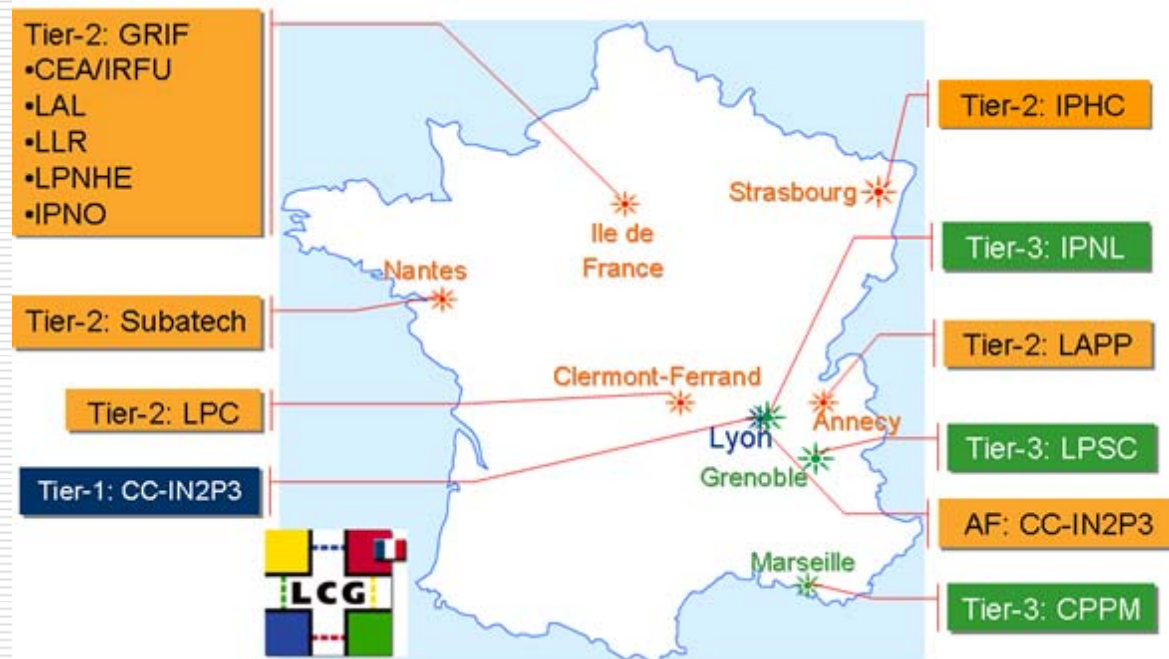 Tier-2: GRIF
•CEA/IRFU
•LAL
•LLR
•LPNHE
•IPNO
Tier-2: Subatech
Tier-2: LPC
Tier-1: CC-IN2P3
Ile de
France
Strasbourg
Nantes
Clermont-Ferrand
Lyon
Annecy
Grenoble
Marseille
LCG
Tier-2: IPHC
Tier-3: IPNL
Tier-2: LAPP
Tier-3: LPSC
AF: CC-IN2P3
Tier-3: CPPM